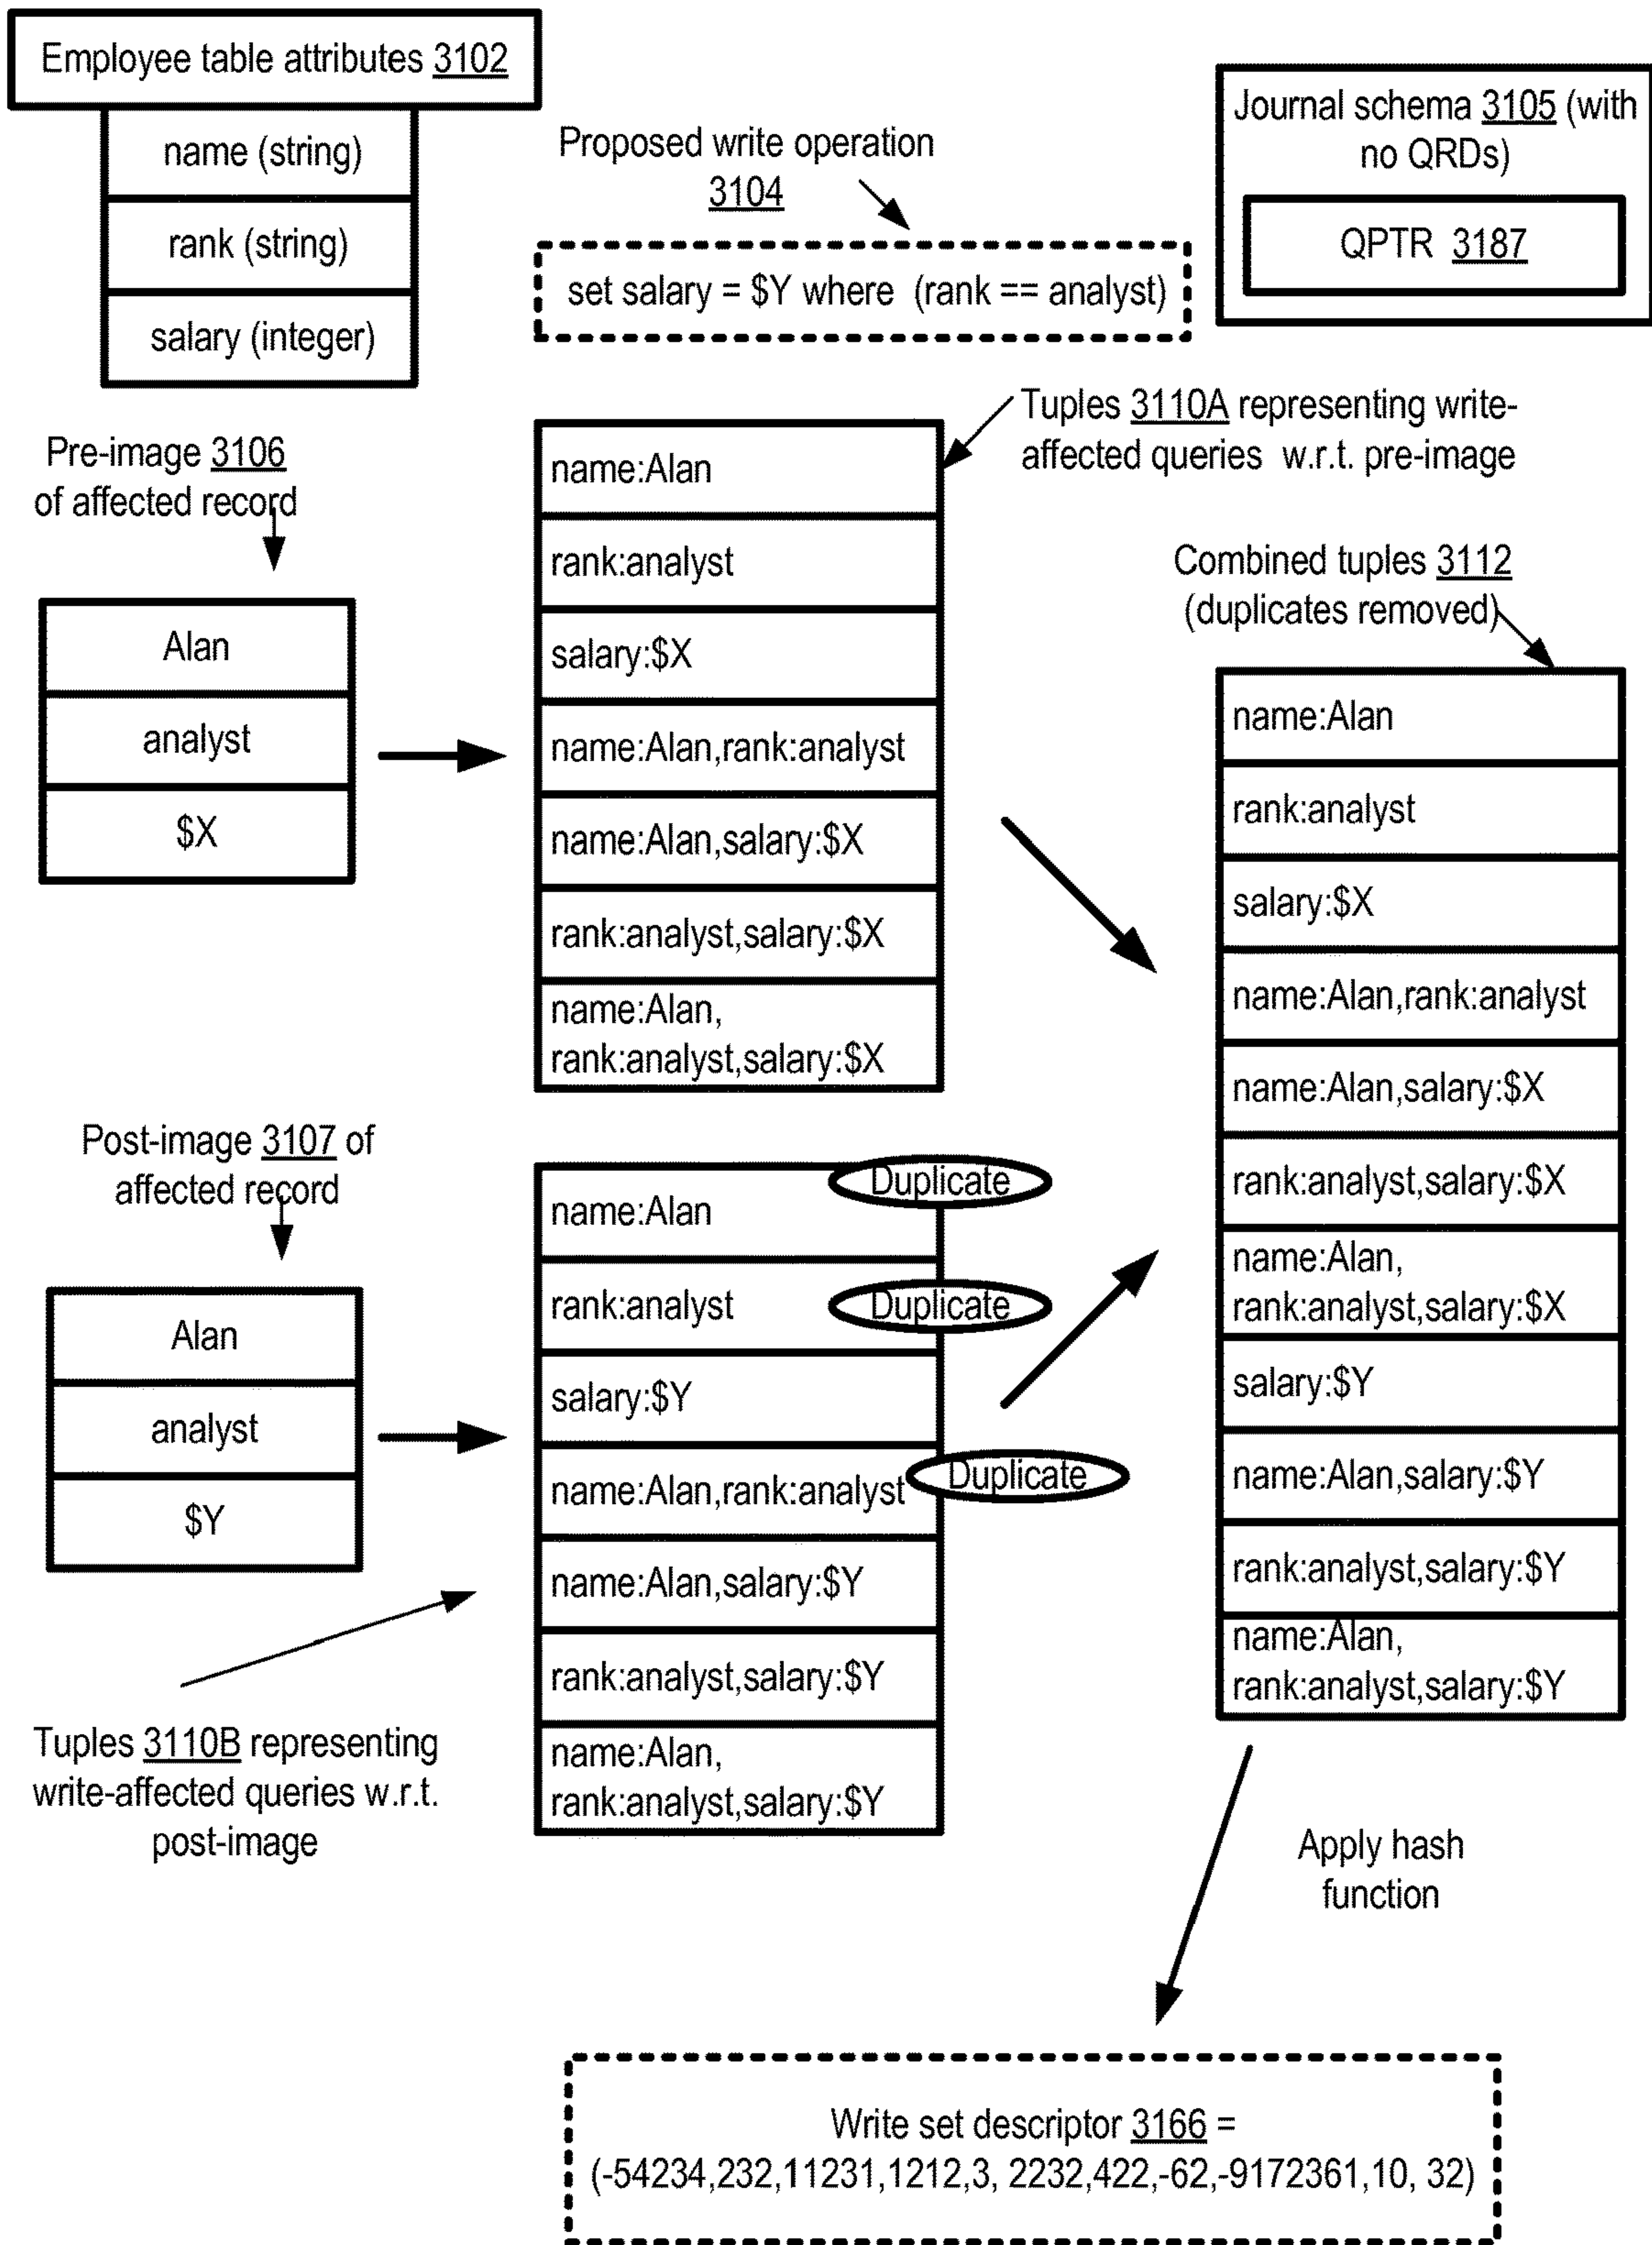 Employee table attributes 3102
name (string)
rank (string)
salary (integer)
Proposed write operation
3104
set salary = $Y where (rank == analyst)
Journal schema 3105 (with
no QRDs)
QPTR 3187
Pre-image 3106
of affected record
Alan
analyst
$X
Tuples 3110A representing write-
affected queries w.r.t. pre-image
name:Alan
rank:analyst
salary:$X
name:Alan,rank:analyst
name:Alan,salary:$X
rank:analyst,salary:$X
name:Alan,
rank:analyst,salary:$X
Post-image 3107 of
affected record
Alan
analyst
$Y
name:Alan
Duplicate
rank:analyst
Duplicate
salary:$Y
name:Alan,rank:analyst
Duplicate
name:Alan,salary:$Y
rank:analyst,salary:$Y
name:Alan,
rank:analyst,salary:$Y
Tuples 3110B representing
write-affected queries w.r.t.
post-image
Combined tuples 3112
(duplicates removed)
name:Alan
rank:analyst
salary:$X
name:Alan,rank:analyst
name:Alan,salary:$X
rank:analyst,salary:$X
name:Alan,
rank:analyst,salary:$X
salary:$Y
name:Alan,salary:$Y
rank:analyst,salary:$Y
name:Alan,
rank:analyst,salary:$Y
Apply hash
function
Write set descriptor 3166 =
(-54234,232,11231,1212,3, 2232,422,-62,-9172361,10, 32)